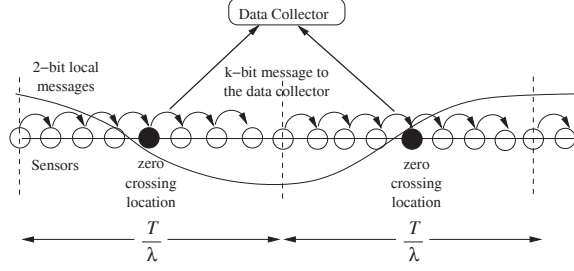 Data Collector
2−bit local
messages
k−bit message to
the data collector
Sensors
zero
crossing
location
zero
crossing
location
T
λ
T
λ